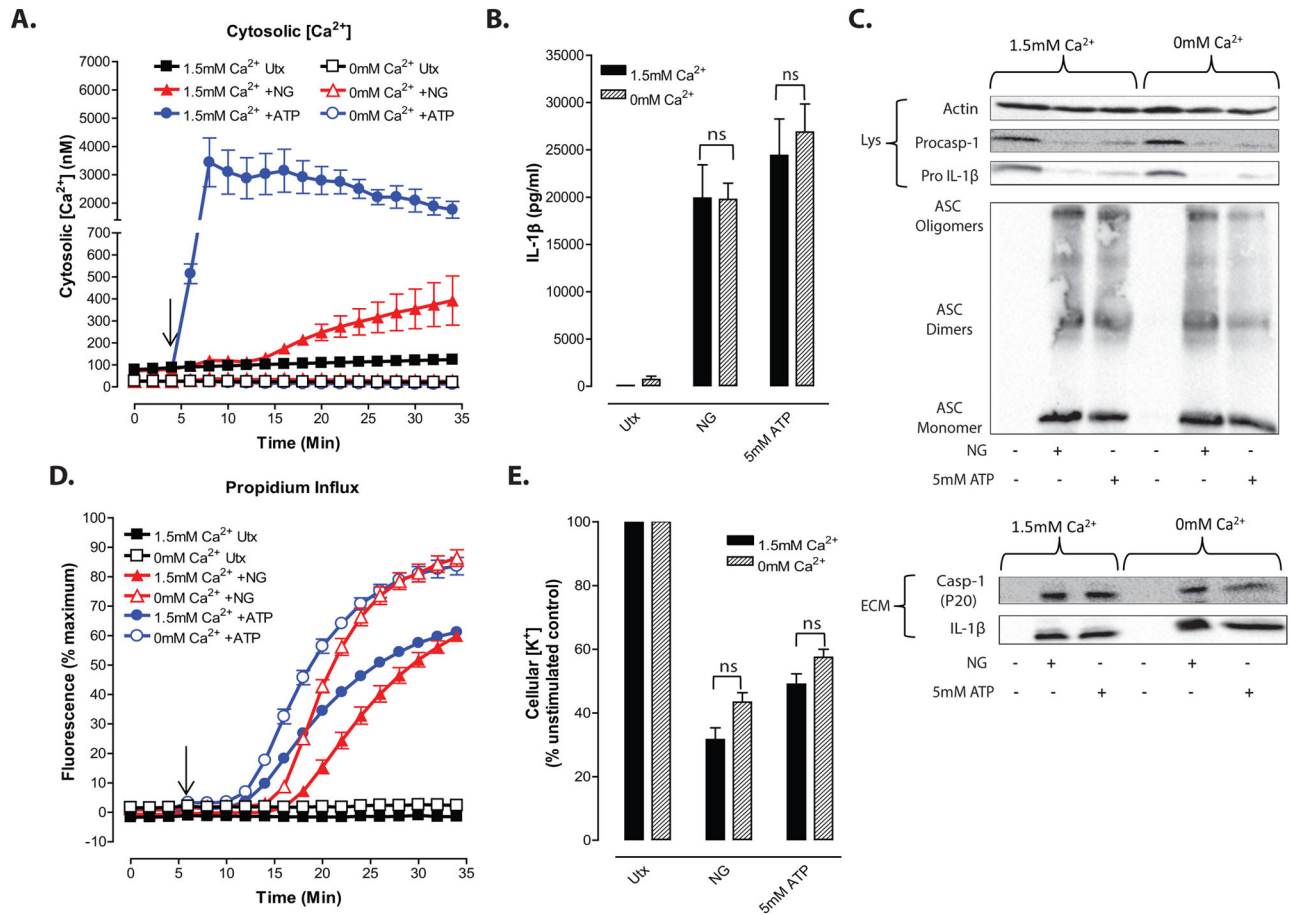 A.
Cytosolic [Ca²⁺]
1.5mM Ca²⁺ Utx 0mM Ca²⁺ Utx
1.5mM Ca²⁺ +NG 0mM Ca²⁺ +NG
1.5mM Ca²⁺ +ATP 0mM Ca²⁺ +ATP
Cytosolic [Ca²⁺] (nM)
7000
6000
5000
4000
3000
2000
700
600
500
400
300
200
100
0
0 5 10 15 20 25 30 35
Time (Min)
B.
1.5mM Ca²⁺
0mM Ca²⁺
IL-1β (pg/ml)
35000
30000
25000
20000
15000
10000
5000
0
ns
ns
Utx
NG
5mM ATP
C.
1.5mM Ca²⁺ 0mM Ca²⁺
Lys
Actin
Procasp-1
Pro IL-1β
ASC
Oligomers
ASC
Dimers
ASC
Monomer
NG - + - - + -
5mM ATP - - + - - +
1.5mM Ca²⁺ 0mM Ca²⁺
ECM
Casp-1
(P20)
IL-1β
NG - + - - + -
5mM ATP - - + - - +
D.
Propidium Influx
1.5mM Ca²⁺ Utx
0mM Ca²⁺ Utx
1.5mM Ca²⁺ +NG
0mM Ca²⁺ +NG
1.5mM Ca²⁺ +ATP
0mM Ca²⁺ +ATP
Fluorescence (% maximum)
100
90
80
70
60
50
40
30
20
10
0
-10
0 5 10 15 20 25 30 35
Time (Min)
E.
1.5mM Ca²⁺
0mM Ca²⁺
Cellular [K⁺]
(% unstimulated control)
100
80
60
40
20
0
ns
ns
Utx
NG
5mM ATP